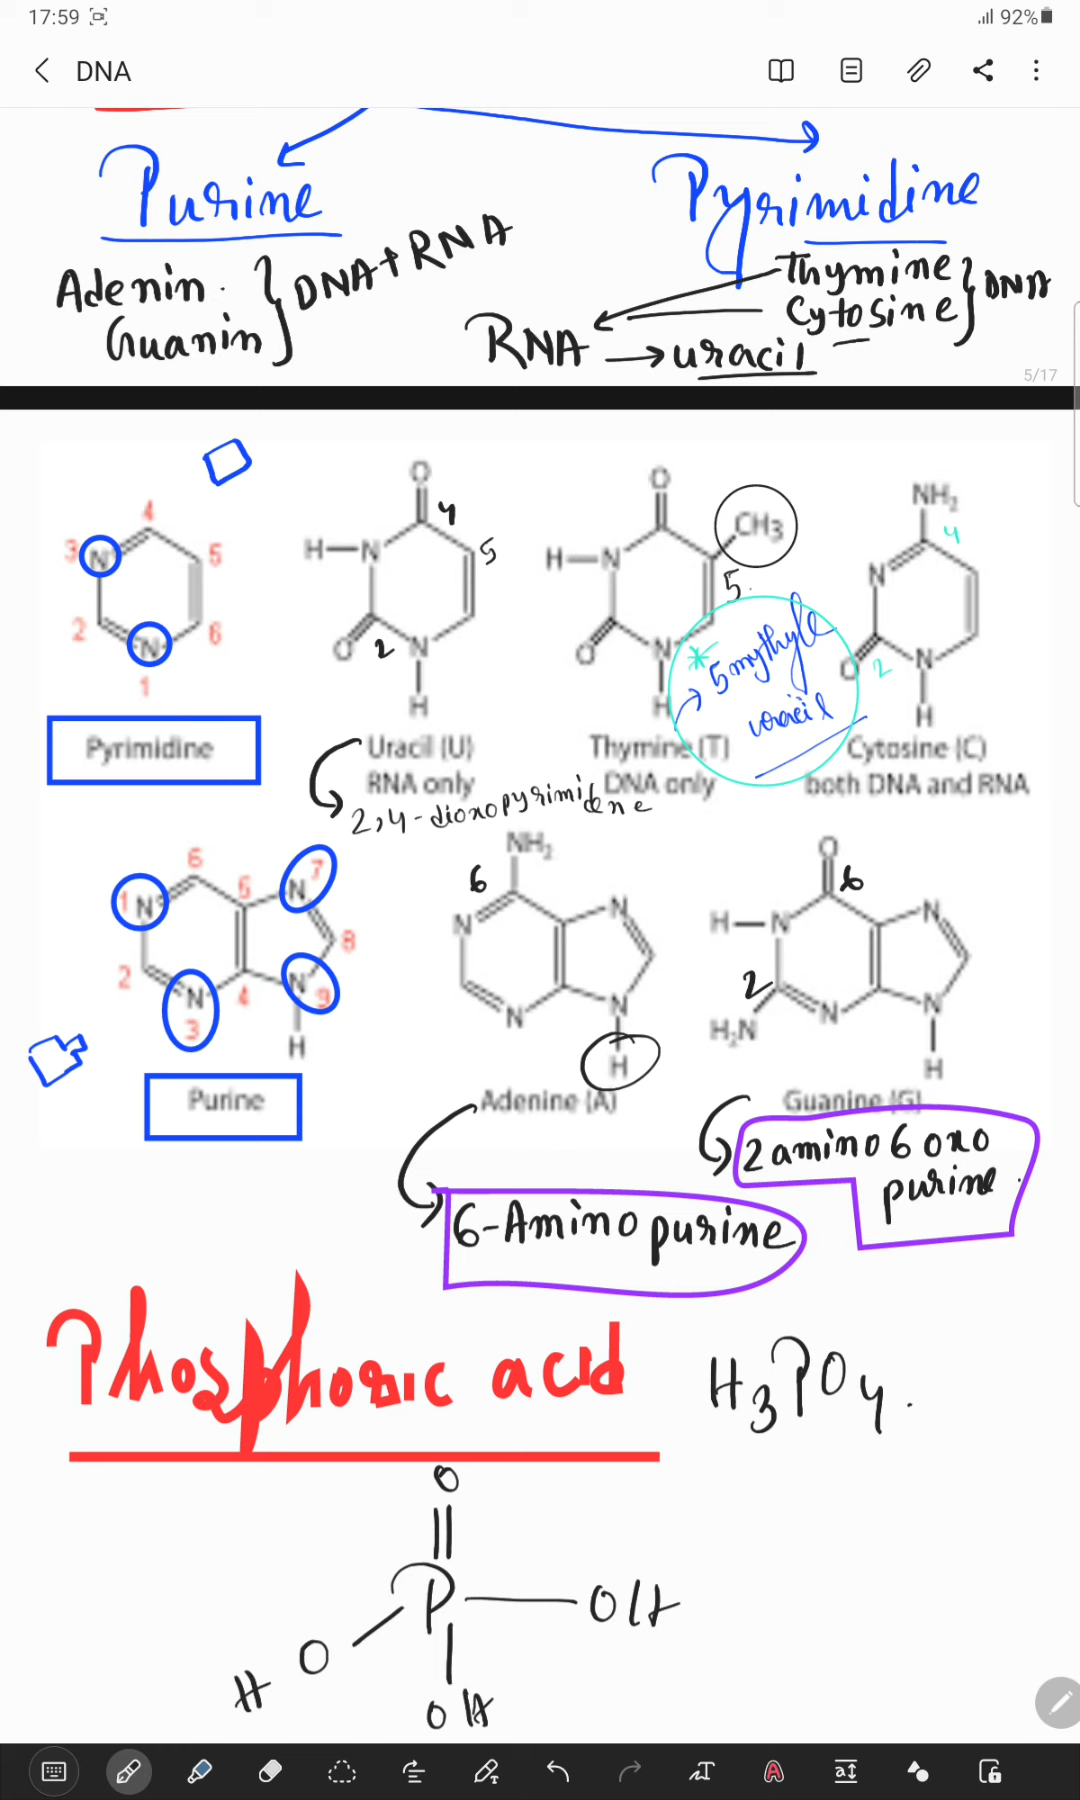 17:59 92%
DNA
Purine Pyrimidine
Adenin. } DNA+RNA Thymine } DNA
Guanin Cytosine
RNA → uracil
5/17
4 O 4 O CH3 NH2 4
3 N 5 H-N 5 H-N 5. N
2 N 6 O 2 N O N O 2 N
1 H H H
* → 5 mythyle
uracil
Pyrimidine Uracil (U) Thymine (T) Cytosine (C)
RNA only DNA only both DNA and RNA
2,4-dioxopyrimidene
6 7 NH2 O
1 N 5 N 6 N 6 H-N N
8 N
2 4 N 9 N N 2 N N
3 H2N
H H H
Purine Adenine (A) Guanine (G)
2 amino 6 oxo
purine.
6-Amino purine
Phosphoric acid H3PO4.
O
P OH
H O
OH